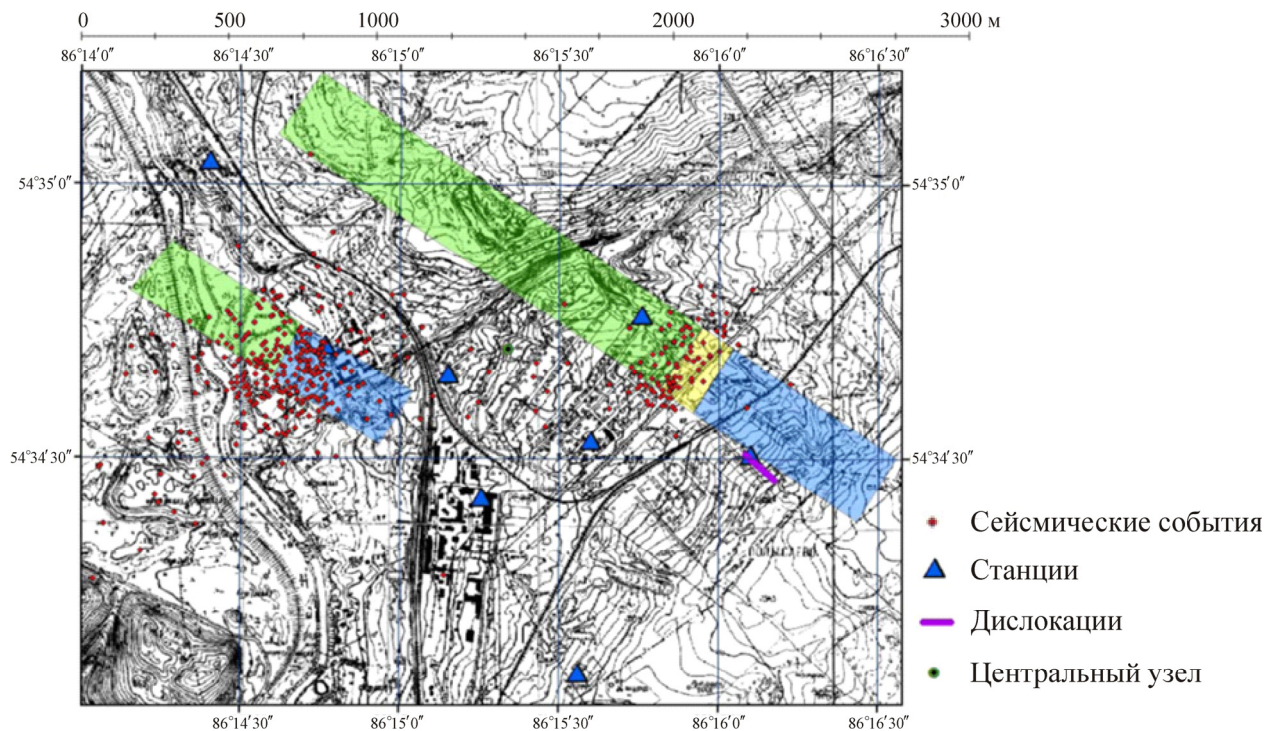 0 500 1000 2000 3000 м
86°14′0″ 86°14′30″ 86°15′0″ 86°15′30″ 86°16′0″ 86°16′30″
54°35′0″ 54°35′0″
54°34′30″ 54°34′30″
Сейсмические события
Станции
Дислокации
Центральный узел
86°14′30″ 86°15′0″ 86°15′30″ 86°16′0″ 86°16′30″